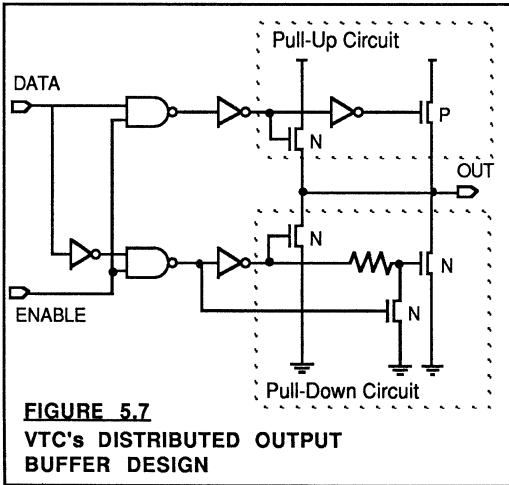 Pull-Up Circuit
DATA
P
N
OUT
N
N
N
ENABLE
Pull-Down Circuit
FIGURE 5.7
VTC's DISTRIBUTED OUTPUT
BUFFER DESIGN